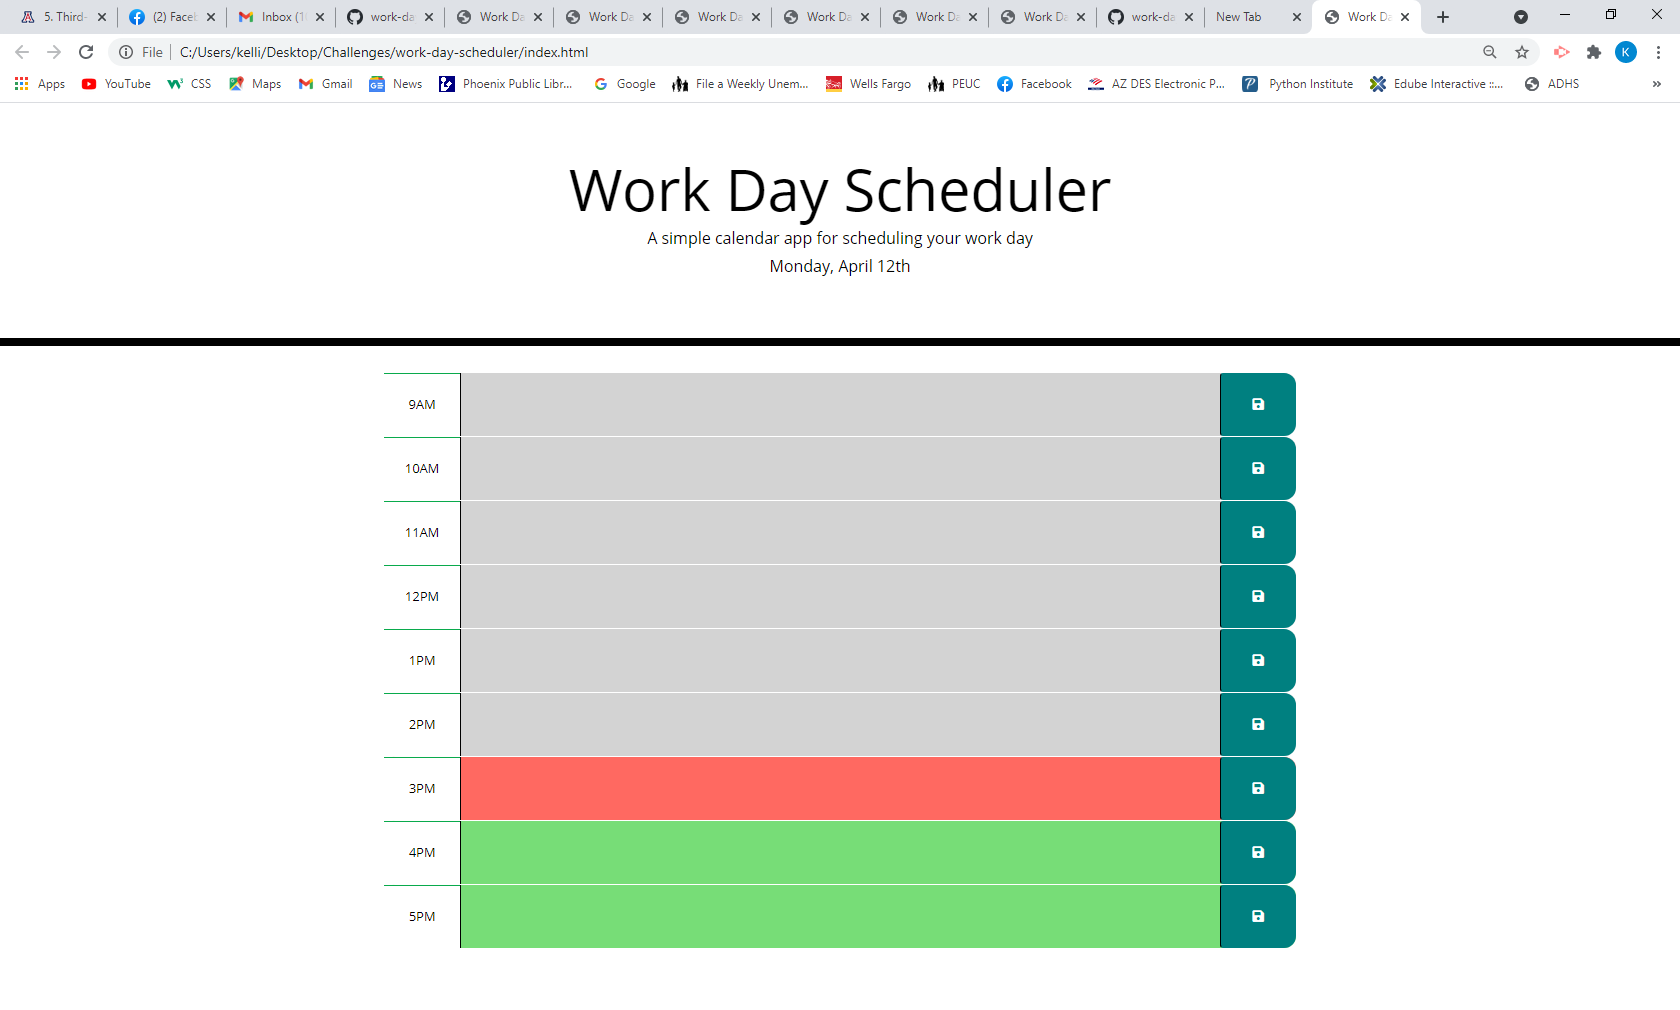 5. Third-
(2) Faceb
Inbox (1
work-da
Work Da
Work Da
Work Da
Work Da
Work Da
Work Da
work-da
New Tab
Work Da
File
C:/Users/kelli/Desktop/Challenges/work-day-scheduler/index.html
K
Apps
YouTube
CSS
Maps
Gmail
News
Phoenix Public Libr...
Google
File a Weekly Unem...
Wells Fargo
PEUC
Facebook
AZ DES Electronic P...
Python Institute
Edube Interactive ::...
ADHS
»
Work Day Scheduler
A simple calendar app for scheduling your work day
Monday, April 12th
9AM
10AM
11AM
12PM
1PM
2PM
3PM
4PM
5PM